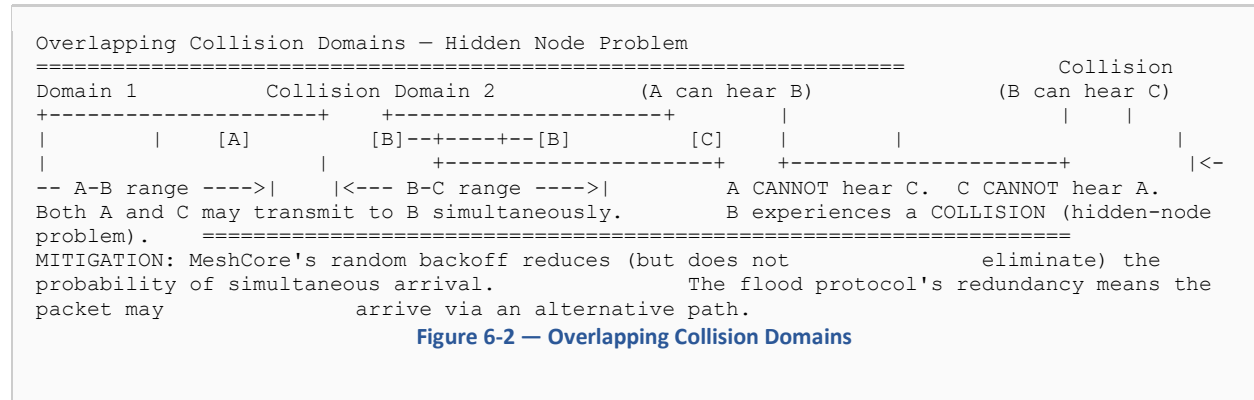 Overlapping Collision Domains — Hidden Node Problem
==================================================================== Collision
Domain 1 Collision Domain 2 (A can hear B) (B can hear C)
+---------------------+ +---------------------+ | | |
| | [A] [B]--+----+--[B] [C] | | |
| | +---------------------+ +---------------------+ |<-
-- A-B range ---->| |<--- B-C range ---->| A CANNOT hear C. C CANNOT hear A.
Both A and C may transmit to B simultaneously. B experiences a COLLISION (hidden-node
problem). ====================================================================
MITIGATION: MeshCore's random backoff reduces (but does not eliminate) the
probability of simultaneous arrival. The flood protocol's redundancy means the
packet may arrive via an alternative path.
Figure 6-2 — Overlapping Collision Domains